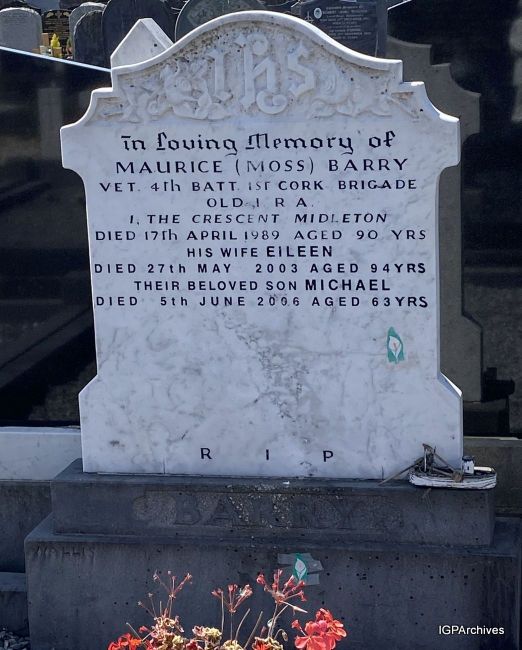 IHS
In Loving Memory of
MAURICE (MOSS) BARRY
VET. 4th BATT. 1ST CORK BRIGADE
OLD I. R A.
1, THE CRESCENT MIDLETON
DIED 17th APRIL 1989 AGED 90 YRS
HIS WIFE EILEEN
DIED 27th MAY 2003 AGED 94YRS
THEIR BELOVED SON MICHAEL
DIED 5th JUNE 2006 AGED 63YRS
R I P
BARRY
WALLIS
IGPArchives